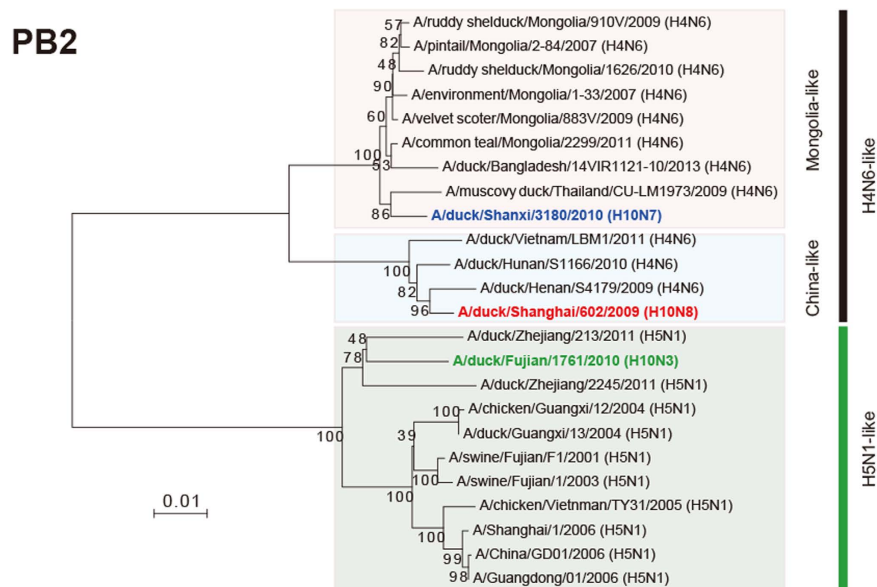 PB2
57
A/ruddy shelduck/Mongolia/910V/2009 (H4N6)
82
A/pintail/Mongolia/2-84/2007 (H4N6)
48
A/ruddy shelduck/Mongolia/1626/2010 (H4N6)
90
A/environment/Mongolia/1-33/2007 (H4N6)
60
A/velvet scoter/Mongolia/883V/2009 (H4N6)
A/common teal/Mongolia/2299/2011 (H4N6)
100
53
A/duck/Bangladesh/14VIR1121-10/2013 (H4N6)
A/muscovy duck/Thailand/CU-LM1973/2009 (H4N6)
86
A/duck/Shanxi/3180/2010 (H10N7)
Mongolia-like
A/duck/Vietnam/LBM1/2011 (H4N6)
100
A/duck/Hunan/S1166/2010 (H4N6)
82
A/duck/Henan/S4179/2009 (H4N6)
96
A/duck/Shanghai/602/2009 (H10N8)
China-like
H4N6-like
48
A/duck/Zhejiang/213/2011 (H5N1)
78
A/duck/Fujian/1761/2010 (H10N3)
A/duck/Zhejiang/2245/2011 (H5N1)
100
100
A/chicken/Guangxi/12/2004 (H5N1)
39
A/duck/Guangxi/13/2004 (H5N1)
A/swine/Fujian/F1/2001 (H5N1)
100
A/swine/Fujian/1/2003 (H5N1)
100
A/chicken/Vietnman/TY31/2005 (H5N1)
100
A/Shanghai/1/2006 (H5N1)
99
A/China/GD01/2006 (H5N1)
98
A/Guangdong/01/2006 (H5N1)
H5N1-like
0.01